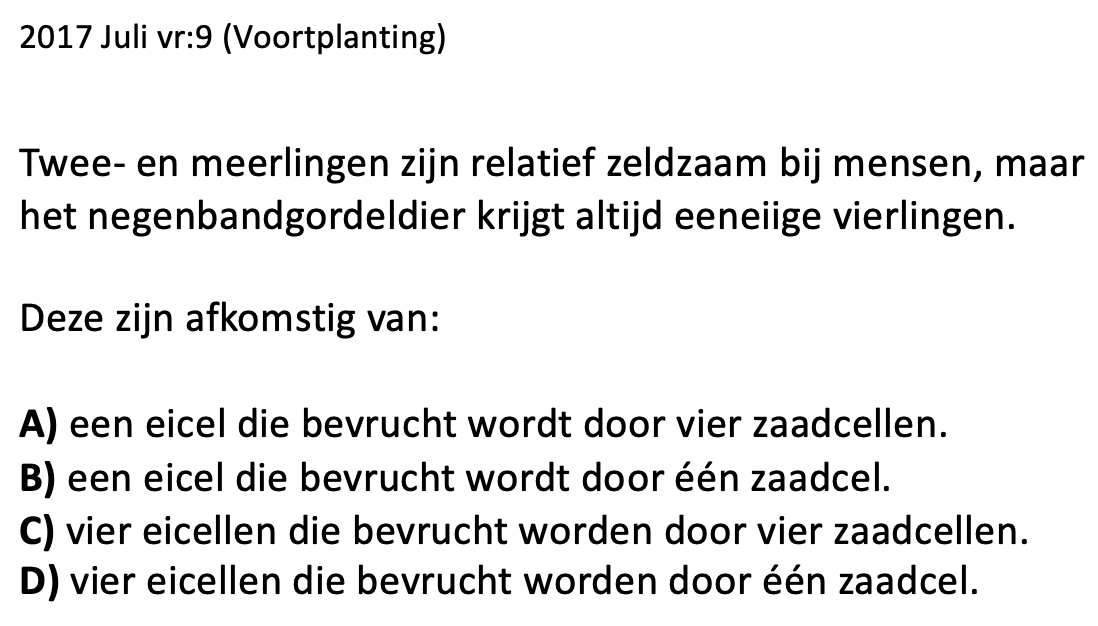 2017 Juli vr:9 (Voortplanting)
Twee- en meerlingen zijn relatief zeldzaam bij mensen, maar
het negenbandgordeldier krijgt altijd eeneiige vierlingen.
Deze zijn afkomstig van:
A) een eicel die bevrucht wordt door vier zaadcellen.
B) een eicel die bevrucht wordt door één zaadcel.
C) vier eicellen die bevrucht worden door vier zaadcellen.
D) vier eicellen die bevrucht worden door één zaadcel.